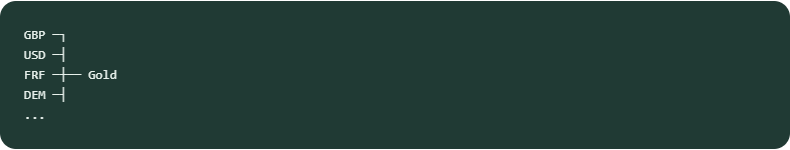 GBP ─┐
USD ─┤
FRF ─┼── Gold
DEM ─┤
...